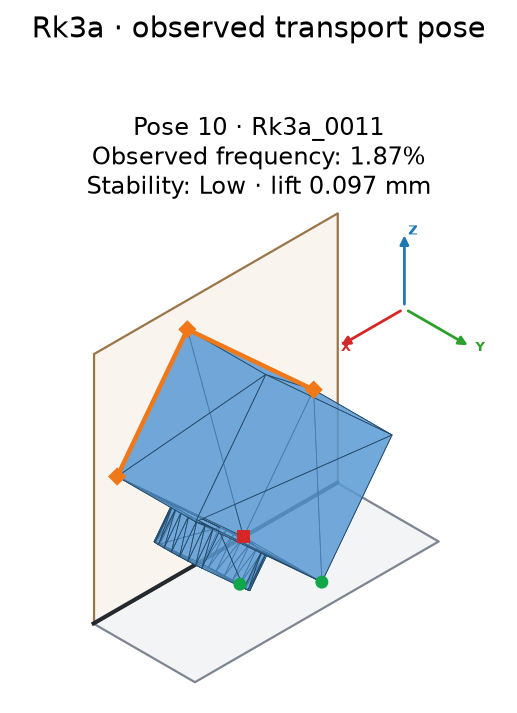 Rk3a · observed transport pose
Pose 10 · Rk3a_0011
Observed frequency: 1.87%
Stability: Low · lift 0.097 mm
Z
X
Y